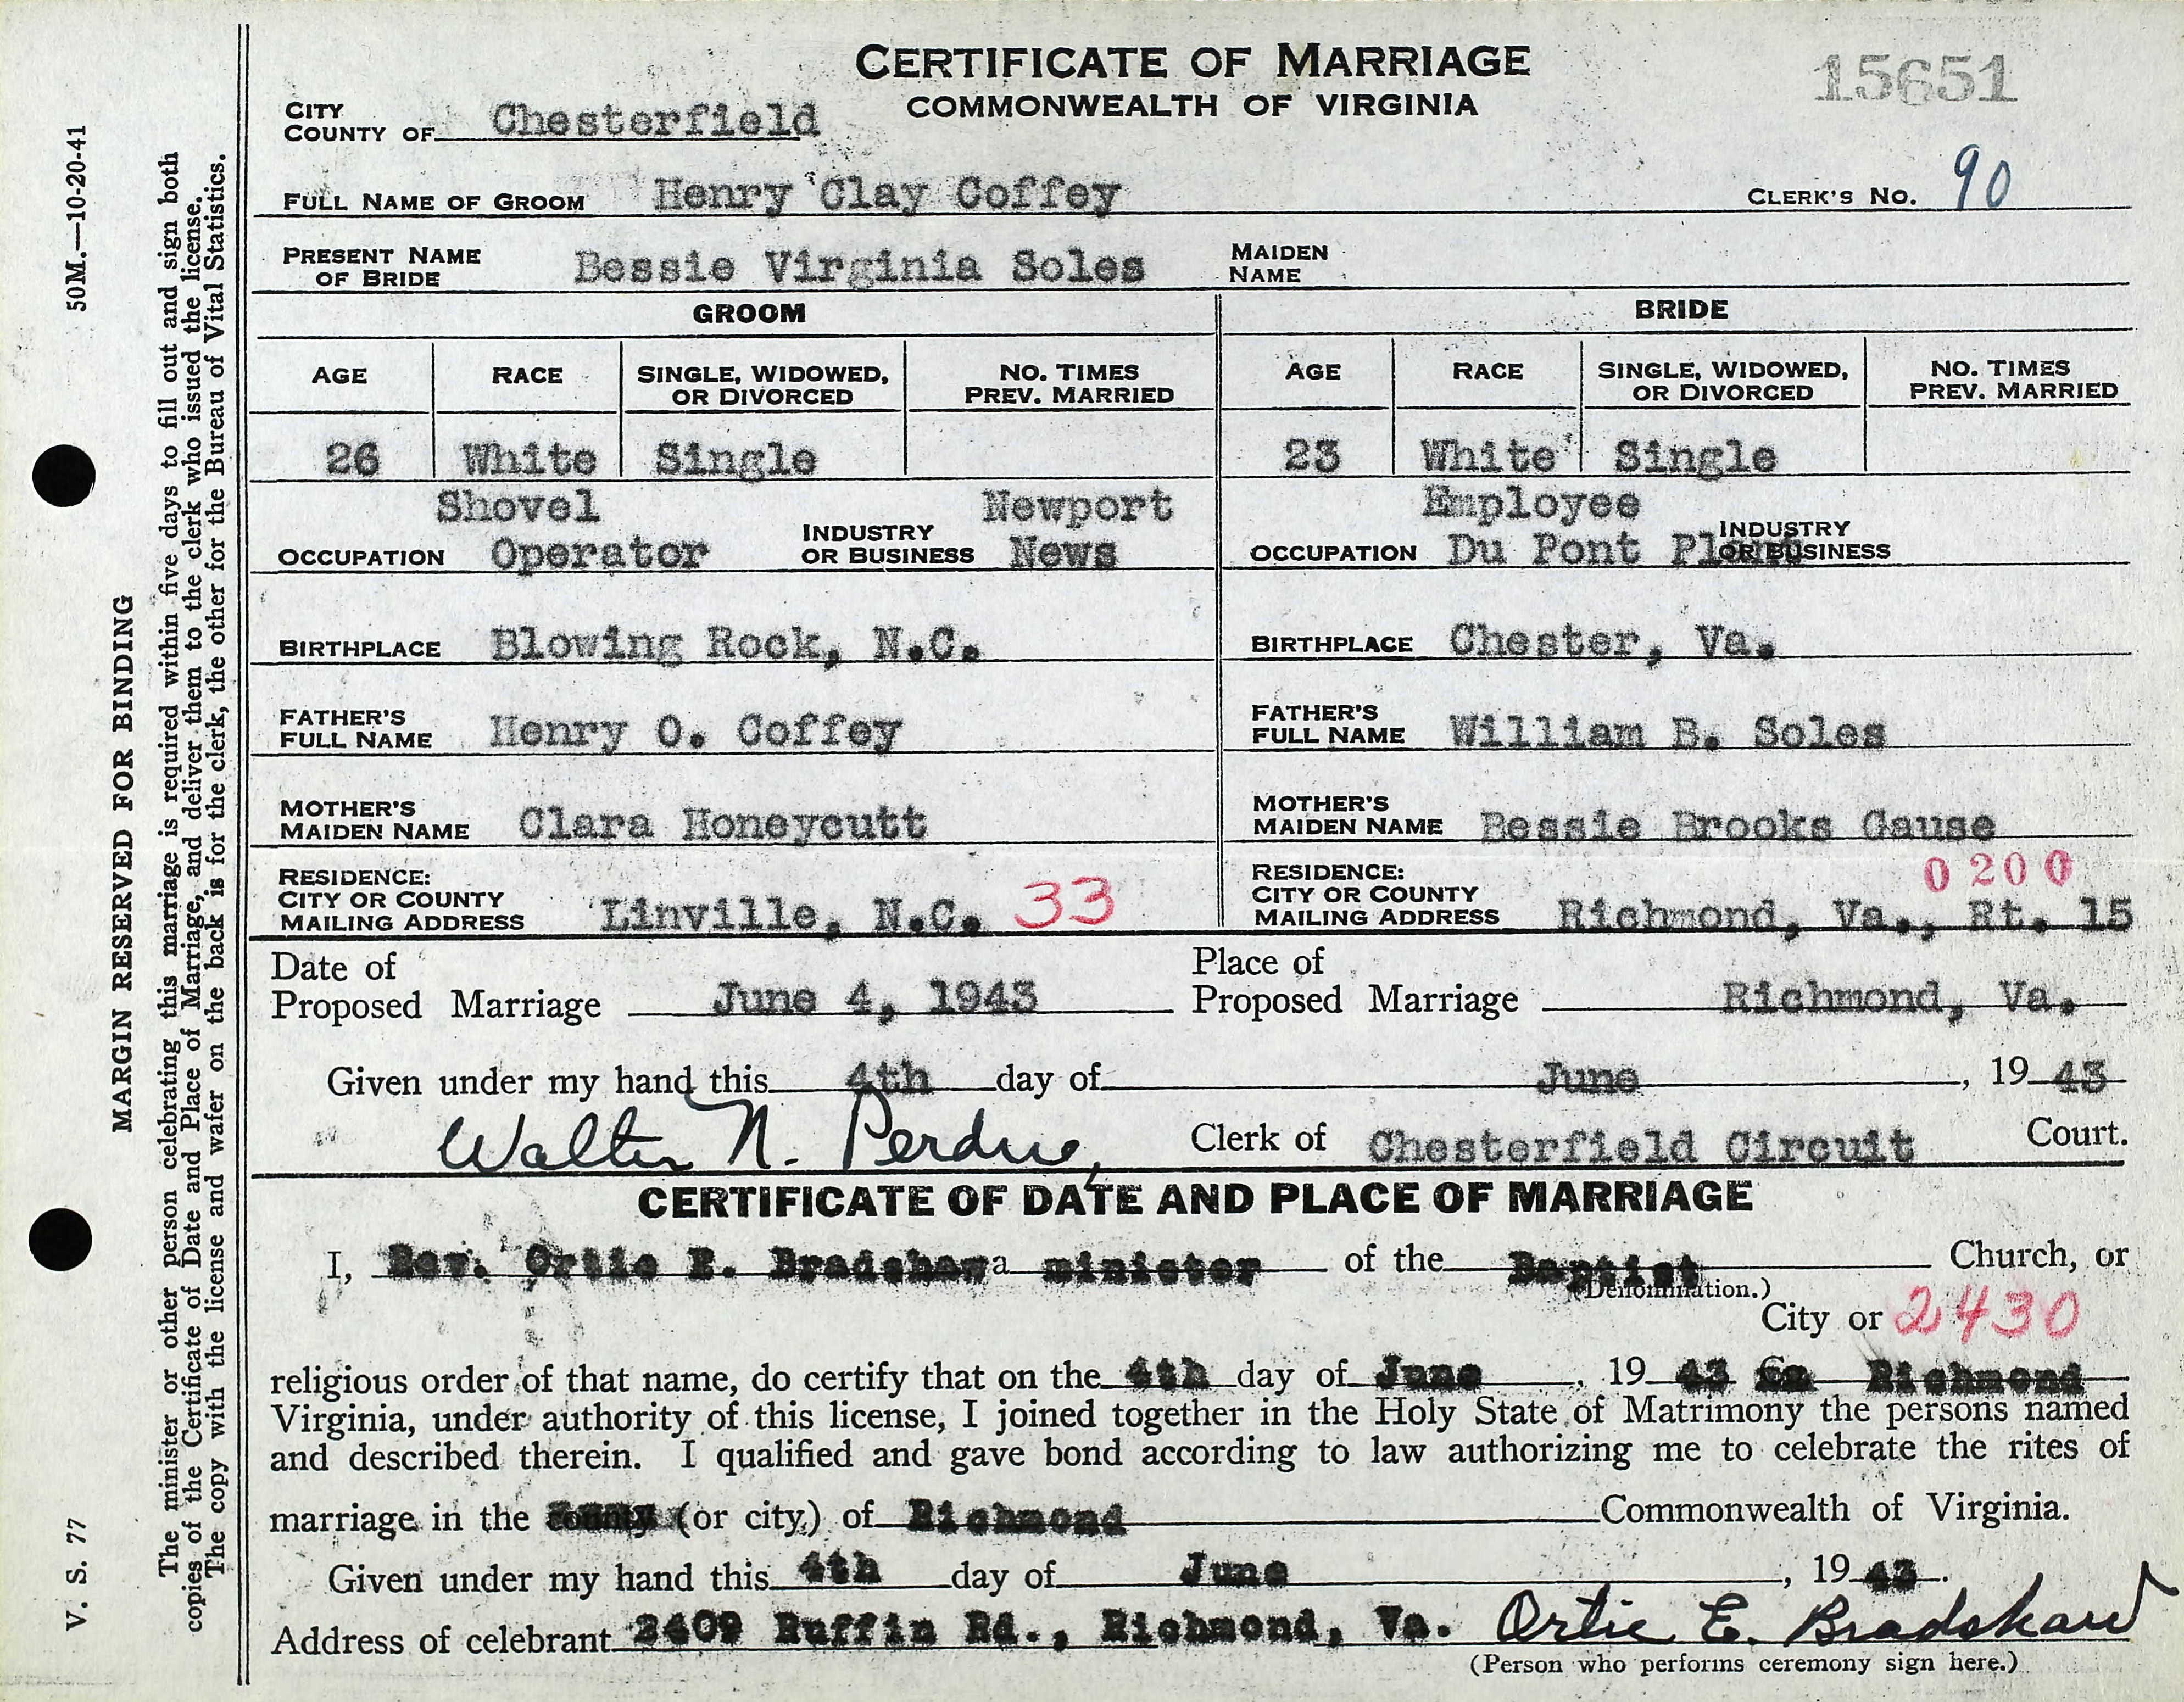 CERTIFICATE OF MARRIAGE
COMMONWEALTH OF VIRGINIA
15651
CITY
COUNTY OF Chesterfield
FULL NAME OF GROOM Henry Clay Coffey CLERK'S NO. 90
PRESENT NAME OF BRIDE Bessie Virginia Soles MAIDEN NAME
GROOM BRIDE
AGE RACE SINGLE, WIDOWED, OR DIVORCED NO. TIMES PREV. MARRIED AGE RACE SINGLE, WIDOWED, OR DIVORCED NO. TIMES PREV. MARRIED
26 White Single 23 White Single
OCCUPATION Shovel Operator INDUSTRY OR BUSINESS Newport News OCCUPATION Employee Du Pont Plant INDUSTRY OR BUSINESS
BIRTHPLACE Blowing Rock, N.C. BIRTHPLACE Chester, Va.
FATHER'S FULL NAME Henry O. Coffey FATHER'S FULL NAME William B. Soles
MOTHER'S MAIDEN NAME Clara Honeycutt MOTHER'S MAIDEN NAME Bessie Brooks Gause
RESIDENCE: CITY OR COUNTY MAILING ADDRESS Linville, N.C. 33 RESIDENCE: CITY OR COUNTY MAILING ADDRESS 0200 Richmond, Va., Rt. 15
Date of Proposed Marriage June 4, 1943 Place of Proposed Marriage Richmond, Va.
Given under my hand this 4th day of June, 19 43
Walter N. Perdue, Clerk of Chesterfield Circuit Court.
CERTIFICATE OF DATE AND PLACE OF MARRIAGE
I, Rev. Ortie E. Bradshaw a minister of the Baptist Church, or
(Denomination.)
City or 2430
religious order of that name, do certify that on the 4th day of June, 19 43 Co Richmond
Virginia, under authority of this license, I joined together in the Holy State of Matrimony the persons named
and described therein. I qualified and gave bond according to law authorizing me to celebrate the rites of
marriage in the county (or city) of Richmond Commonwealth of Virginia.
Given under my hand this 4th day of June, 19 43.
Address of celebrant 2409 Ruffin Rd., Richmond, Va. Ortie E. Bradshaw
(Person who performs ceremony sign here.)
V. S. 77 50M.—10-20-41
MARGIN RESERVED FOR BINDING
The minister or other person celebrating this marriage is required within five days to fill out and sign both
copies of the Certificate of Date and Place of Marriage, and deliver them to the clerk who issued the license.
The copy with the license and wafer on the back is for the clerk, the other for the Bureau of Vital Statistics.